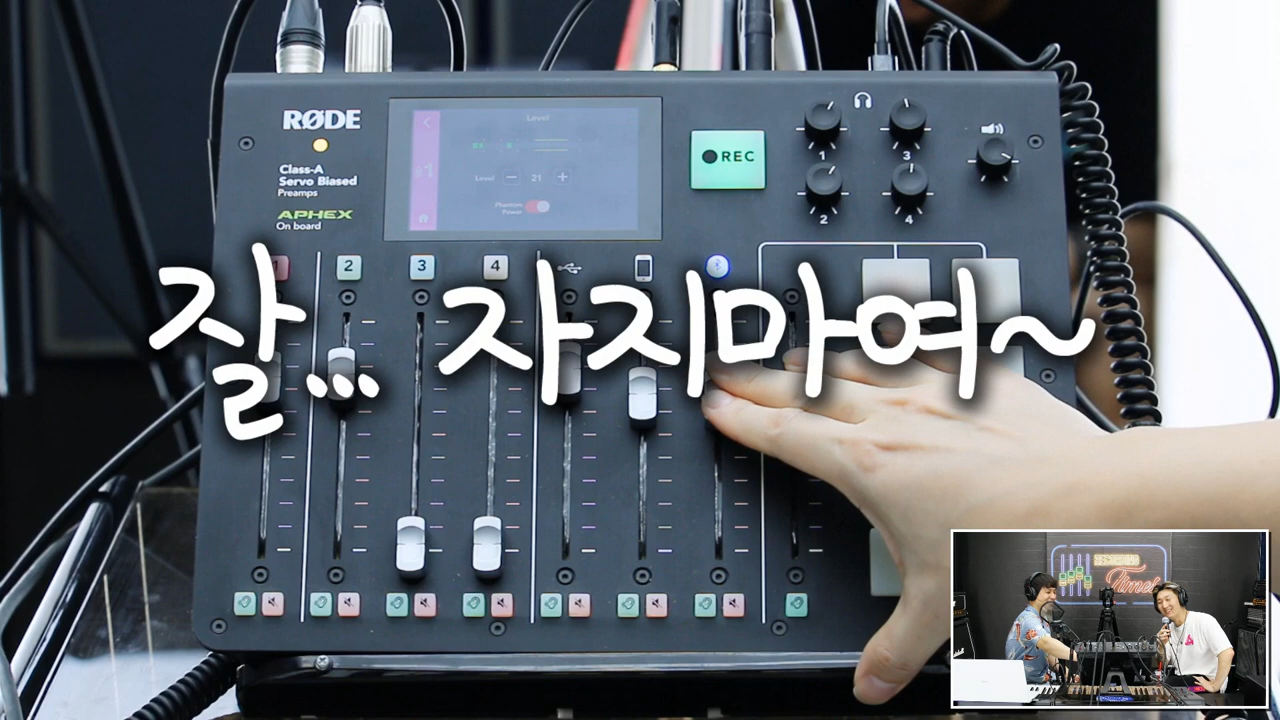 RØDE
Class-A
Servo Biased
Preamps
APHEX
On board
Level
Level - 21 +
Phantom
Power
REC
1
3
2
4
1 2 3 4
잘... 자지마여~
Times